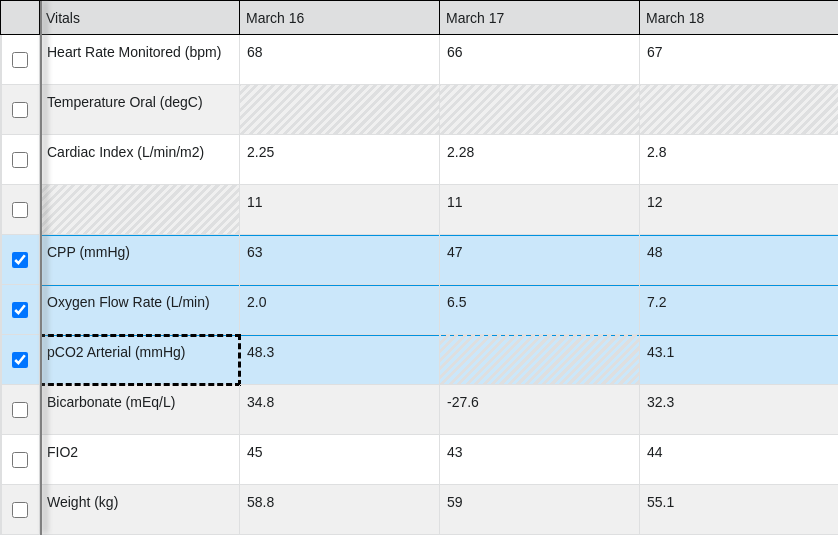 Vitals March 16 March 17 March 18
Heart Rate Monitored (bpm) 68 66 67
Temperature Oral (degC)
Cardiac Index (L/min/m2) 2.25 2.28 2.8
11 11 12
CPP (mmHg) 63 47 48
Oxygen Flow Rate (L/min) 2.0 6.5 7.2
pCO2 Arterial (mmHg) 48.3 43.1
Bicarbonate (mEq/L) 34.8 -27.6 32.3
FIO2 45 43 44
Weight (kg) 58.8 59 55.1